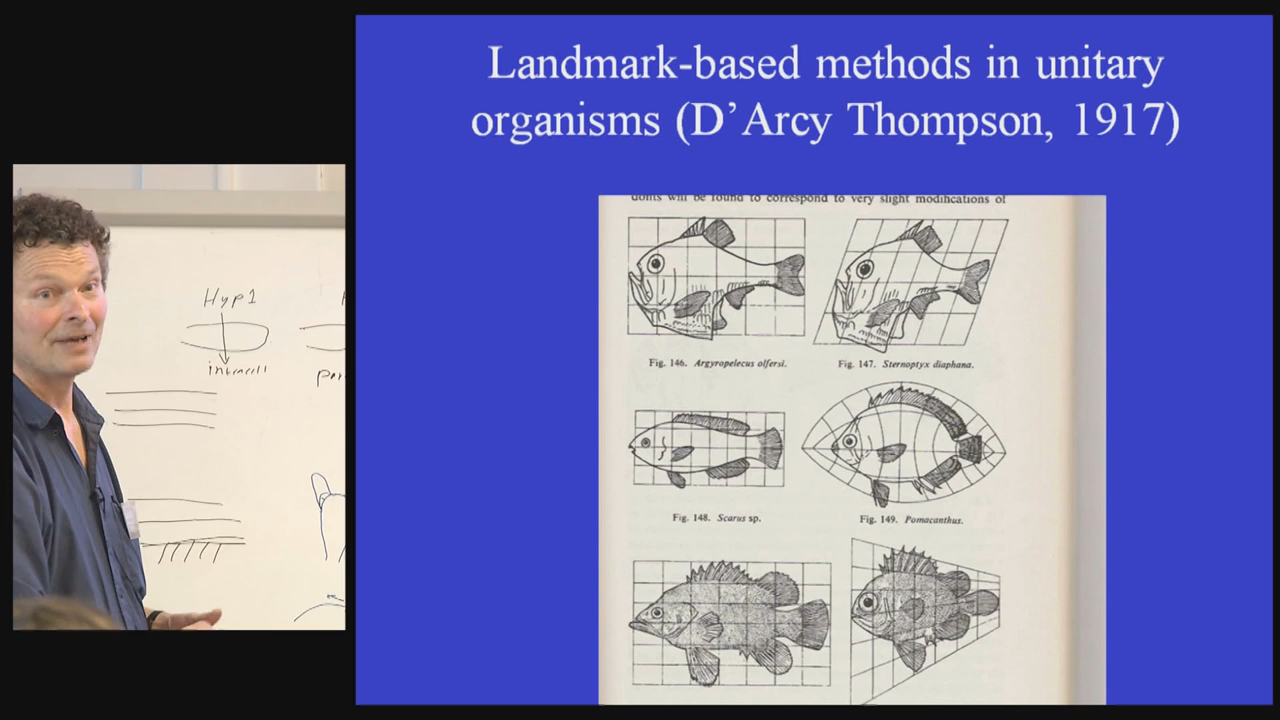 Landmark-based methods in unitary
organisms (D’Arcy Thompson, 1917)
Hyp1
intracell
donts will be found to correspond to very slight modifications of
Fig. 146. Argyropelecus olfersi.
Fig. 147. Sternoptyx diaphana.
Fig. 148. Scarus sp.
Fig. 149. Pomacanthus.